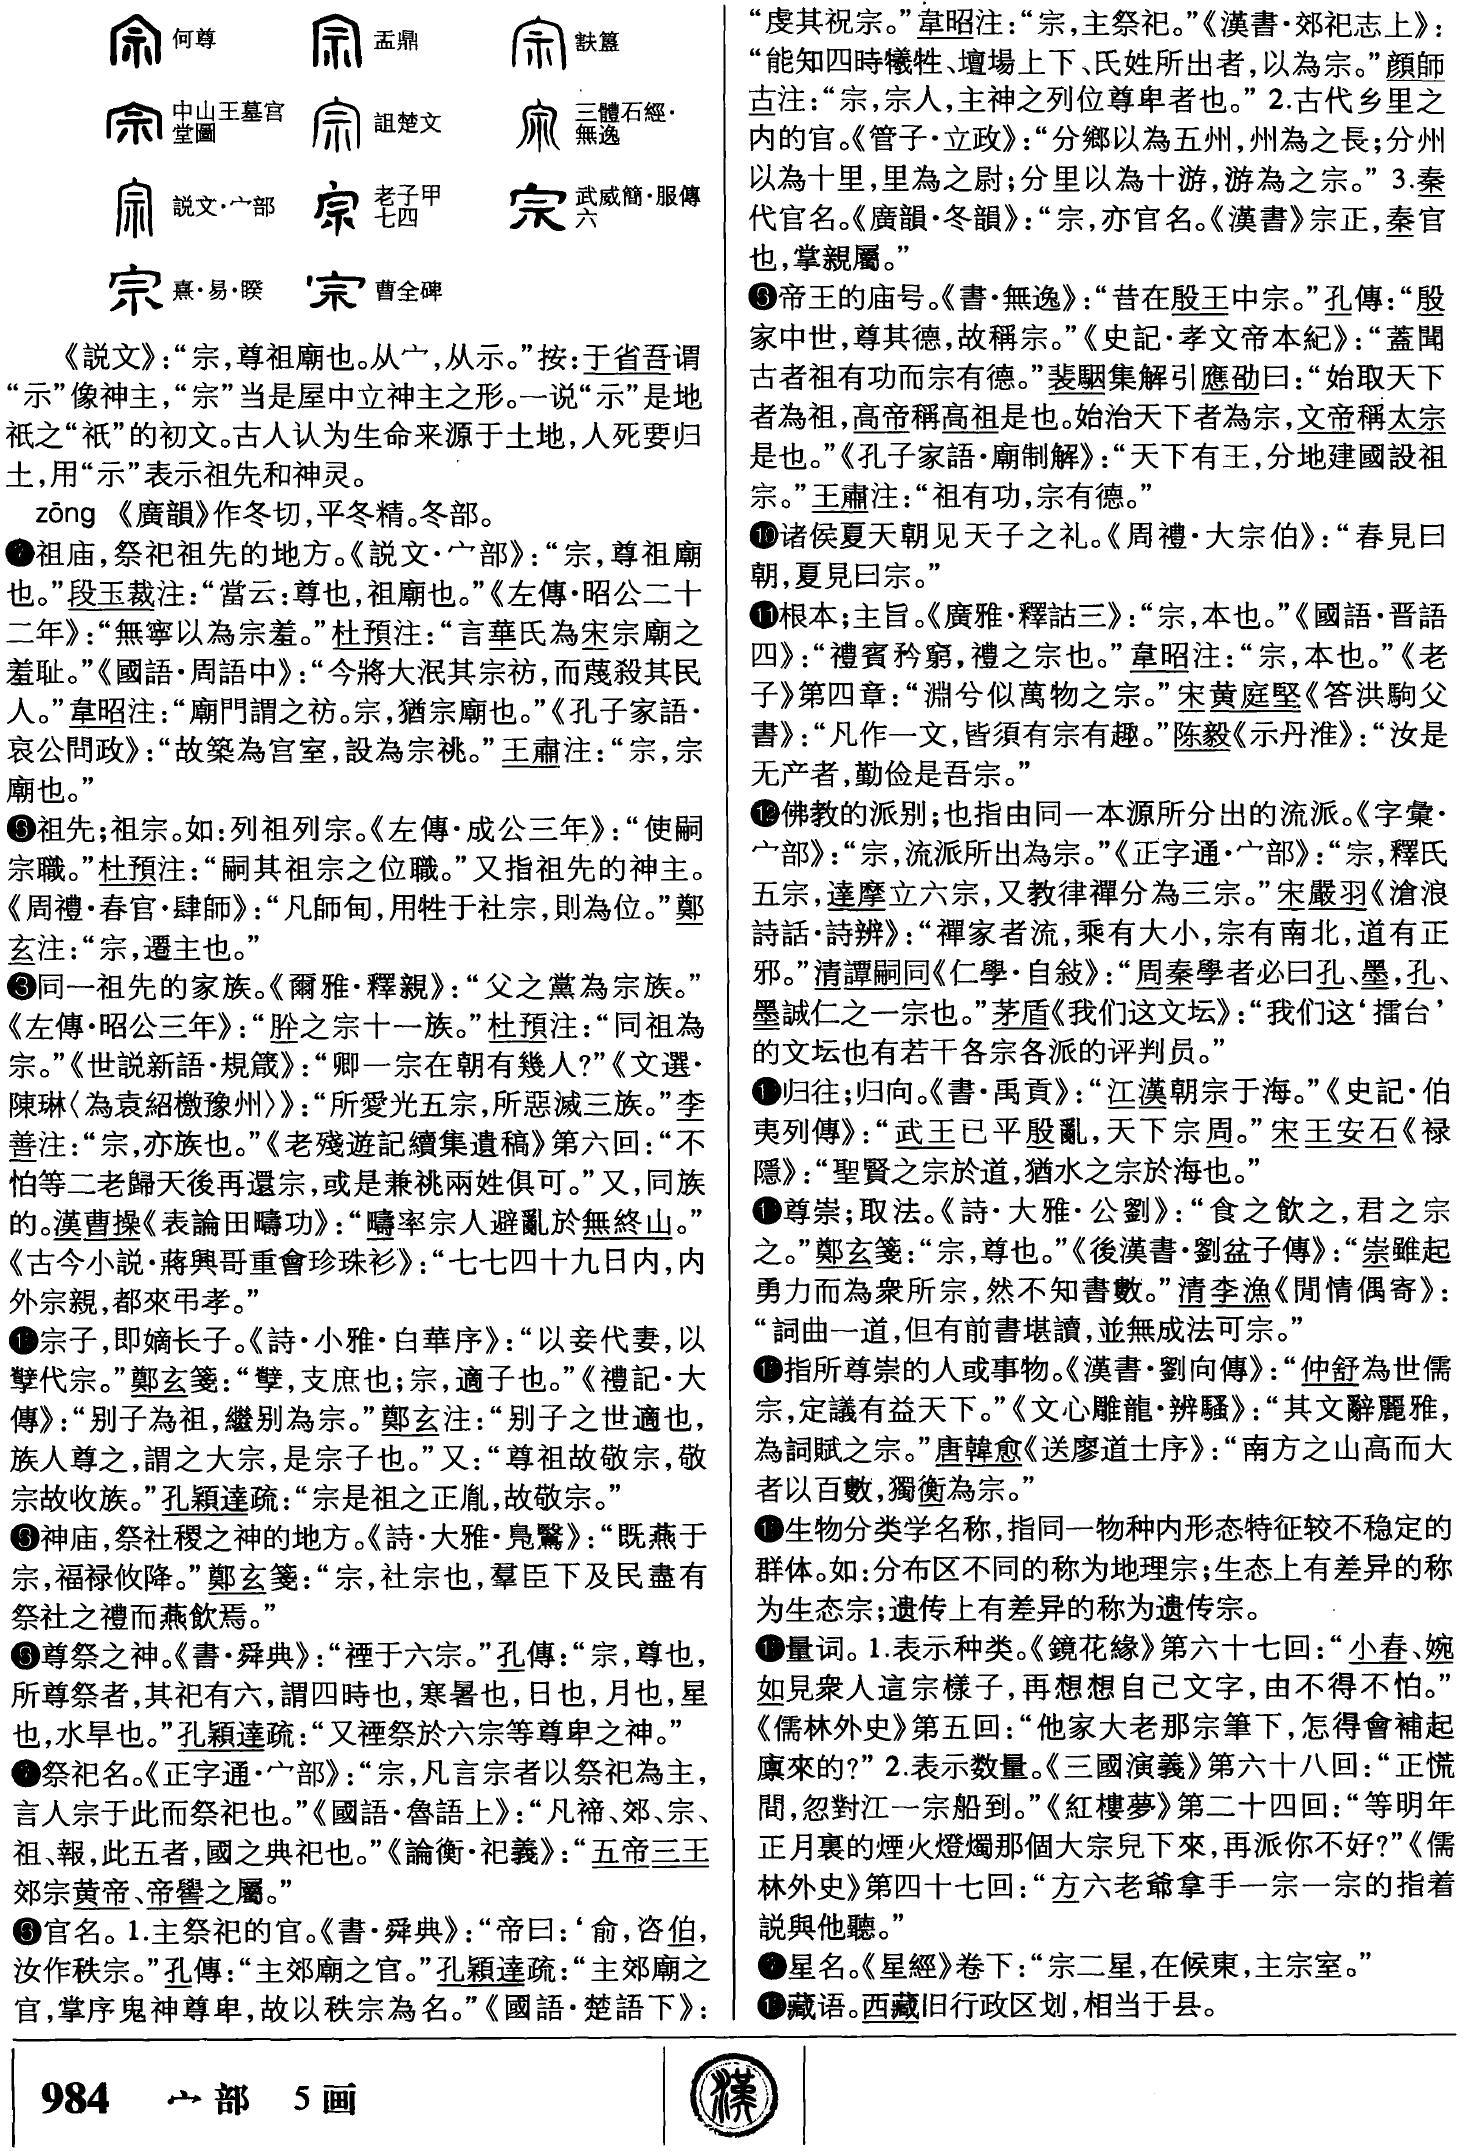 何尊
盂鼎
㝬簋
中山王墓宫
堂圖
詛楚文
三體石經·
無逸
説文·宀部
老子甲
七四
武威簡·服傳
六
熹·易·睽
曹全碑
《説文》：“宗，尊祖廟也。从宀，从示。”按：于省吾谓
“示”像神主，“宗”当是屋中立神主之形。一说“示”是地
祇之“祇”的初文。古人认为生命来源于土地，人死要归
土，用“示”表示祖先和神灵。
zōng 《廣韻》作冬切，平冬精。冬部。
祖庙，祭祀祖先的地方。《説文·宀部》：“宗，尊祖廟
也。”段玉裁注：“當云：尊也，祖廟也。”《左傳·昭公二十
二年》：“無寧以為宗羞。”杜預注：“言華氏為宋宗廟之
羞耻。”《國語·周語中》：“今將大泯其宗祊，而蔑殺其民
人。”韋昭注：“廟門謂之祊。宗，猶宗廟也。”《孔子家語·
哀公問政》：“故築為宫室，設為宗祧。”王肅注：“宗，宗
廟也。”
祖先；祖宗。如：列祖列宗。《左傳·成公三年》：“使嗣
宗職。”杜預注：“嗣其祖宗之位職。”又指祖先的神主。
《周禮·春官·肆師》：“凡師甸，用牲于社宗，則為位。”鄭
玄注：“宗，遷主也。”
❸同一祖先的家族。《爾雅·釋親》：“父之黨為宗族。”
《左傳·昭公三年》：“肸之宗十一族。”杜預注：“同祖為
宗。”《世説新語·規箴》：“卿一宗在朝有幾人?”《文選·
陳琳〈為袁紹檄豫州〉》：“所愛光五宗，所惡滅三族。”李
善注：“宗，亦族也。”《老殘遊記續集遺稿》第六回：“不
怕等二老歸天後再還宗，或是兼祧兩姓俱可。”又，同族
的。漢曹操《表論田疇功》：“疇率宗人避亂於無終山。”
《古今小説·蔣興哥重會珍珠衫》：“七七四十九日内，内
外宗親，都來弔孝。”
宗子，即嫡长子。《詩·小雅·白華序》：“以妾代妻，以
孼代宗。”鄭玄箋：“孼，支庶也；宗，適子也。”《禮記·大
傳》：“别子為祖，繼别為宗。”鄭玄注：“别子之世適也，
族人尊之，謂之大宗，是宗子也。”又：“尊祖故敬宗，敬
宗故收族。”孔穎達疏：“宗是祖之正胤，故敬宗。”
神庙，祭社稷之神的地方。《詩·大雅·鳧鷖》：“既燕于
宗，福禄攸降。”鄭玄箋：“宗，社宗也，羣臣下及民盡有
祭社之禮而燕飲焉。”
尊祭之神。《書·舜典》：“禋于六宗。”孔傳：“宗，尊也，
所尊祭者，其祀有六，謂四時也，寒暑也，日也，月也，星
也，水旱也。”孔穎達疏：“又禋祭於六宗等尊卑之神。”
祭祀名。《正字通·宀部》：“宗，凡言宗者以祭祀為主，
言人宗于此而祭祀也。”《國語·魯語上》：“凡禘、郊、宗、
祖、報，此五者，國之典祀也。”《論衡·祀義》：“五帝三王
郊宗黄帝、帝嚳之屬。”
官名。1.主祭祀的官。《書·舜典》：“帝曰：‘俞，咨伯，
汝作秩宗。”孔傳：“主郊廟之官。”孔穎達疏：“主郊廟之
官，掌序鬼神尊卑，故以秩宗為名。”《國語·楚語下》：
“虔其祝宗。”韋昭注：“宗，主祭祀。”《漢書·郊祀志上》：
“能知四時犧牲、壇場上下、氏姓所出者，以為宗。”顔師
古注：“宗，宗人，主神之列位尊卑者也。” 2.古代乡里之
内的官。《管子·立政》：“分鄉以為五州，州為之長；分州
以為十里，里為之尉；分里以為十游，游為之宗。” 3.秦
代官名。《廣韻·冬韻》：“宗，亦官名。《漢書》宗正，秦官
也，掌親屬。”
帝王的庙号。《書·無逸》：“昔在殷王中宗。”孔傳：“殷
家中世，尊其德，故稱宗。”《史記·孝文帝本紀》：“蓋聞
古者祖有功而宗有德。”裴駰集解引應劭曰：“始取天下
者為祖，高帝稱高祖是也。始治天下者為宗，文帝稱太宗
是也。”《孔子家語·廟制解》：“天下有王，分地建國設祖
宗。”王肅注：“祖有功，宗有德。”
❿诸侯夏天朝见天子之礼。《周禮·大宗伯》：“春見曰
朝，夏見曰宗。”
⓫根本；主旨。《廣雅·釋詁三》：“宗，本也。”《國語·晋語
四》：“禮賓矜窮，禮之宗也。”韋昭注：“宗，本也。”《老
子》第四章：“淵兮似萬物之宗。”宋黄庭堅《答洪駒父
書》：“凡作一文，皆須有宗有趣。”陈毅《示丹淮》：“汝是
无产者，勤俭是吾宗。”
⓬佛教的派别；也指由同一本源所分出的流派。《字彙·
宀部》：“宗，流派所出為宗。”《正字通·宀部》：“宗，釋氏
五宗，達摩立六宗，又教律禪分為三宗。”宋嚴羽《滄浪
詩話·詩辨》：“禪家者流，乘有大小，宗有南北，道有正
邪。”清譚嗣同《仁學·自敍》：“周秦學者必曰孔、墨，孔、
墨誠仁之一宗也。”茅盾《我们这文坛》：“我们这‘擂台’
的文坛也有若干各宗各派的评判员。”
归往；归向。《書·禹貢》：“江漢朝宗于海。”《史記·伯
夷列傳》：“武王已平殷亂，天下宗周。”宋王安石《禄
隱》：“聖賢之宗於道，猶水之宗於海也。”
尊崇；取法。《詩·大雅·公劉》：“食之飲之，君之宗
之。”鄭玄箋：“宗，尊也。”《後漢書·劉盆子傳》：“崇雖起
勇力而為衆所宗，然不知書數。”清李漁《閒情偶寄》：
“詞曲一道，但有前書堪讀，並無成法可宗。”
指所尊崇的人或事物。《漢書·劉向傳》：“仲舒為世儒
宗，定議有益天下。”《文心雕龍·辨騷》：“其文辭麗雅，
為詞賦之宗。”唐韓愈《送廖道士序》：“南方之山高而大
者以百數，獨衡為宗。”
生物分类学名称，指同一物种内形态特征较不稳定的
群体。如：分布区不同的称为地理宗；生态上有差异的称
为生态宗；遗传上有差异的称为遗传宗。
量词。1.表示种类。《鏡花緣》第六十七回：“小春、婉
如見衆人這宗樣子，再想想自己文字，由不得不怕。”
《儒林外史》第五回：“他家大老那宗筆下，怎得會補起
廪來的?” 2.表示数量。《三國演義》第六十八回：“正慌
間，忽對江一宗船到。”《紅樓夢》第二十四回：“等明年
正月裏的煙火燈燭那個大宗兒下來，再派你不好?”《儒
林外史》第四十七回：“方六老爺拿手一宗一宗的指着
説與他聽。”
星名。《星經》卷下：“宗二星，在候東，主宗室。”
藏语。西藏旧行政区划，相当于县。
984 宀部 5画
漢